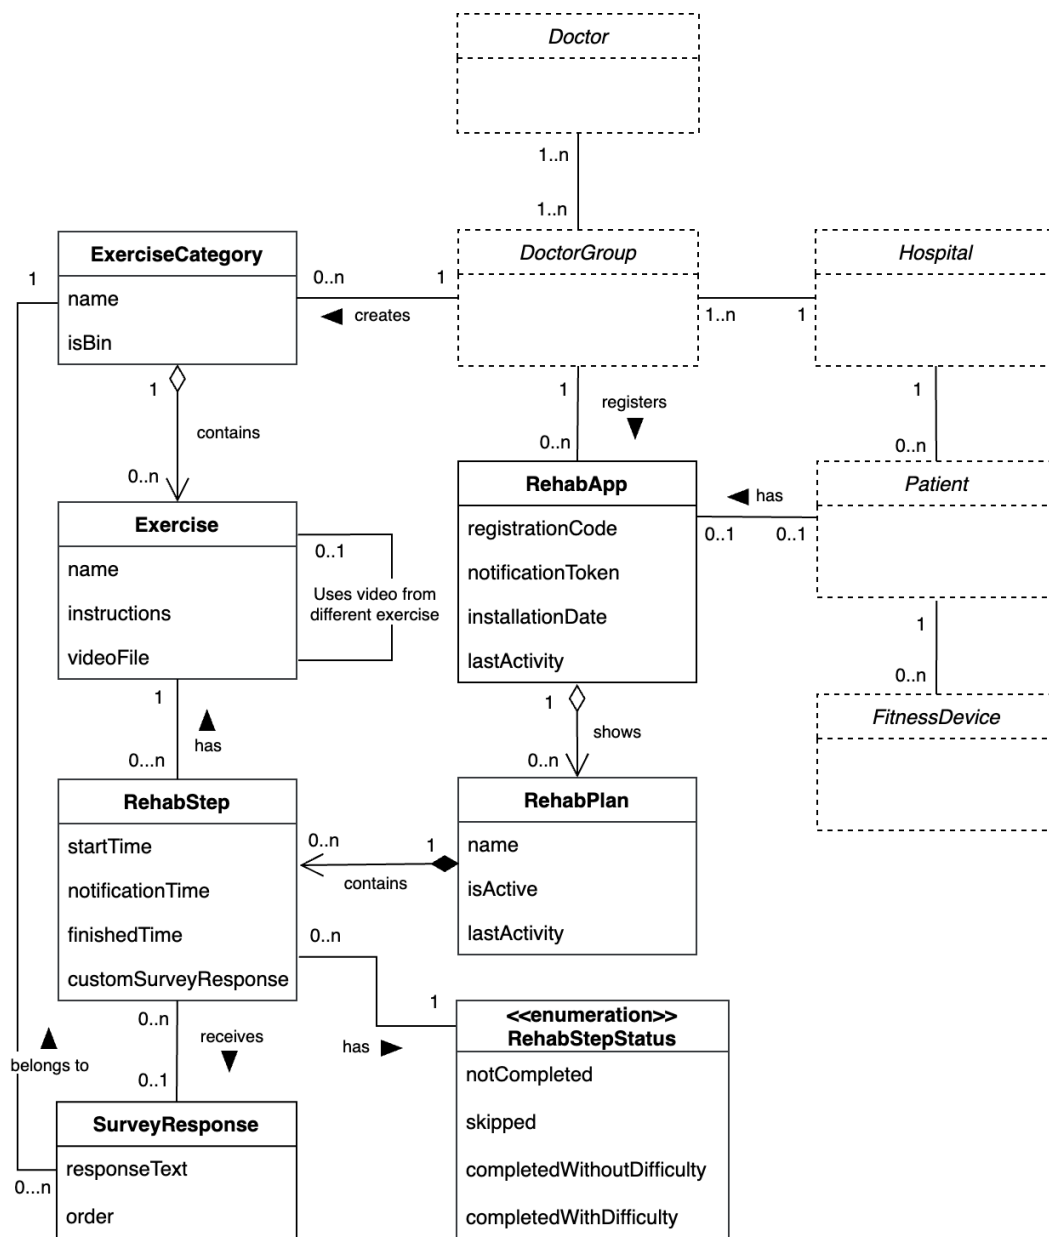 Doctor
1..n
1..n
ExerciseCategory
name
isBin
1
0..n
1
creates
DoctorGroup
1..n
1
Hospital
1
contains
0..n
1
registers
0..n
1
0..n
Exercise
name
instructions
videoFile
0..1
Uses video from
different exercise
RehabApp
registrationCode
notificationToken
installationDate
lastActivity
has
0..1
0..1
Patient
1
0..n
FitnessDevice
1
has
0...n
1
shows
0..n
RehabStep
startTime
notificationTime
finishedTime
customSurveyResponse
0..n
1
contains
RehabPlan
name
isActive
lastActivity
0..n
1
has
<<enumeration>>
RehabStepStatus
notCompleted
skipped
completedWithoutDifficulty
completedWithDifficulty
0..n
receives
0..1
belongs to
0...n
SurveyResponse
responseText
order